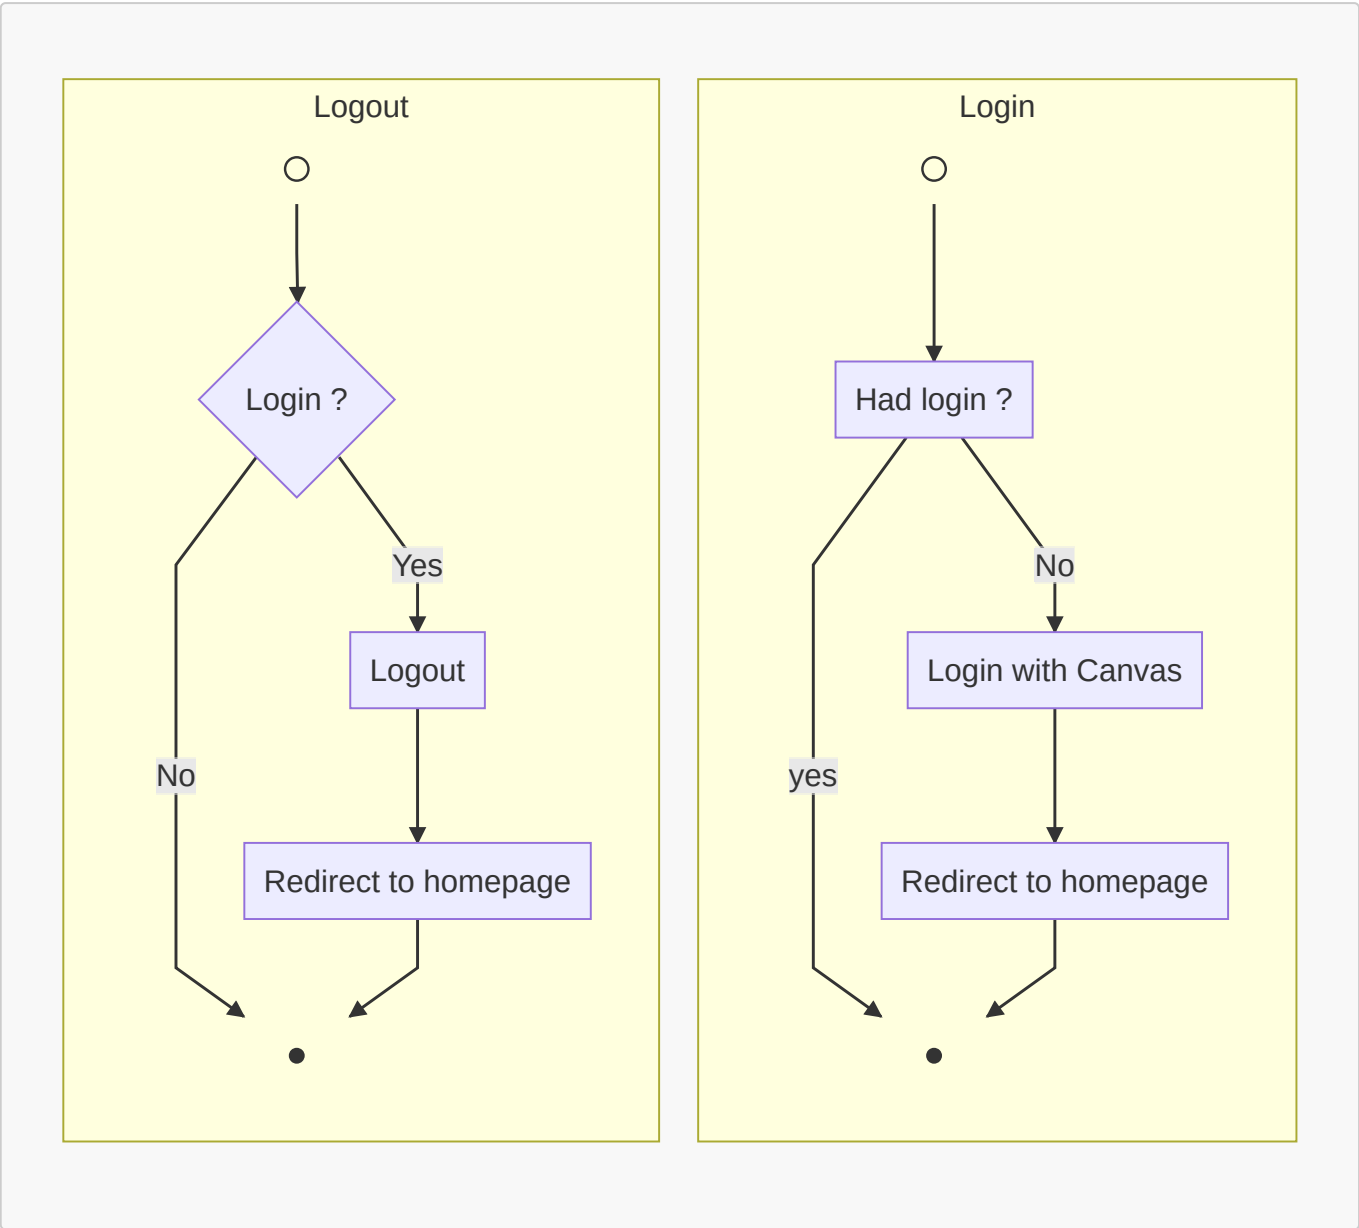 Logout
Login ?
Yes
Logout
No
Redirect to homepage
Login
Had login ?
No
Login with Canvas
yes
Redirect to homepage